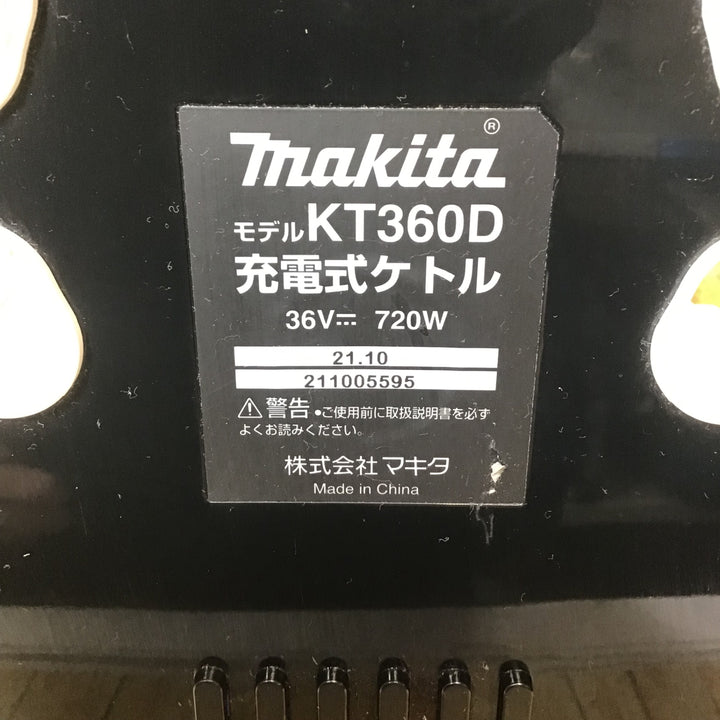 makita®
モデルKT360D
充電式ケトル
36V⎓ 720W
21.10
211005595
⚠警告 •ご使用前に取扱説明書を必ず
よくお読みください。
株式会社マキタ
Made in China